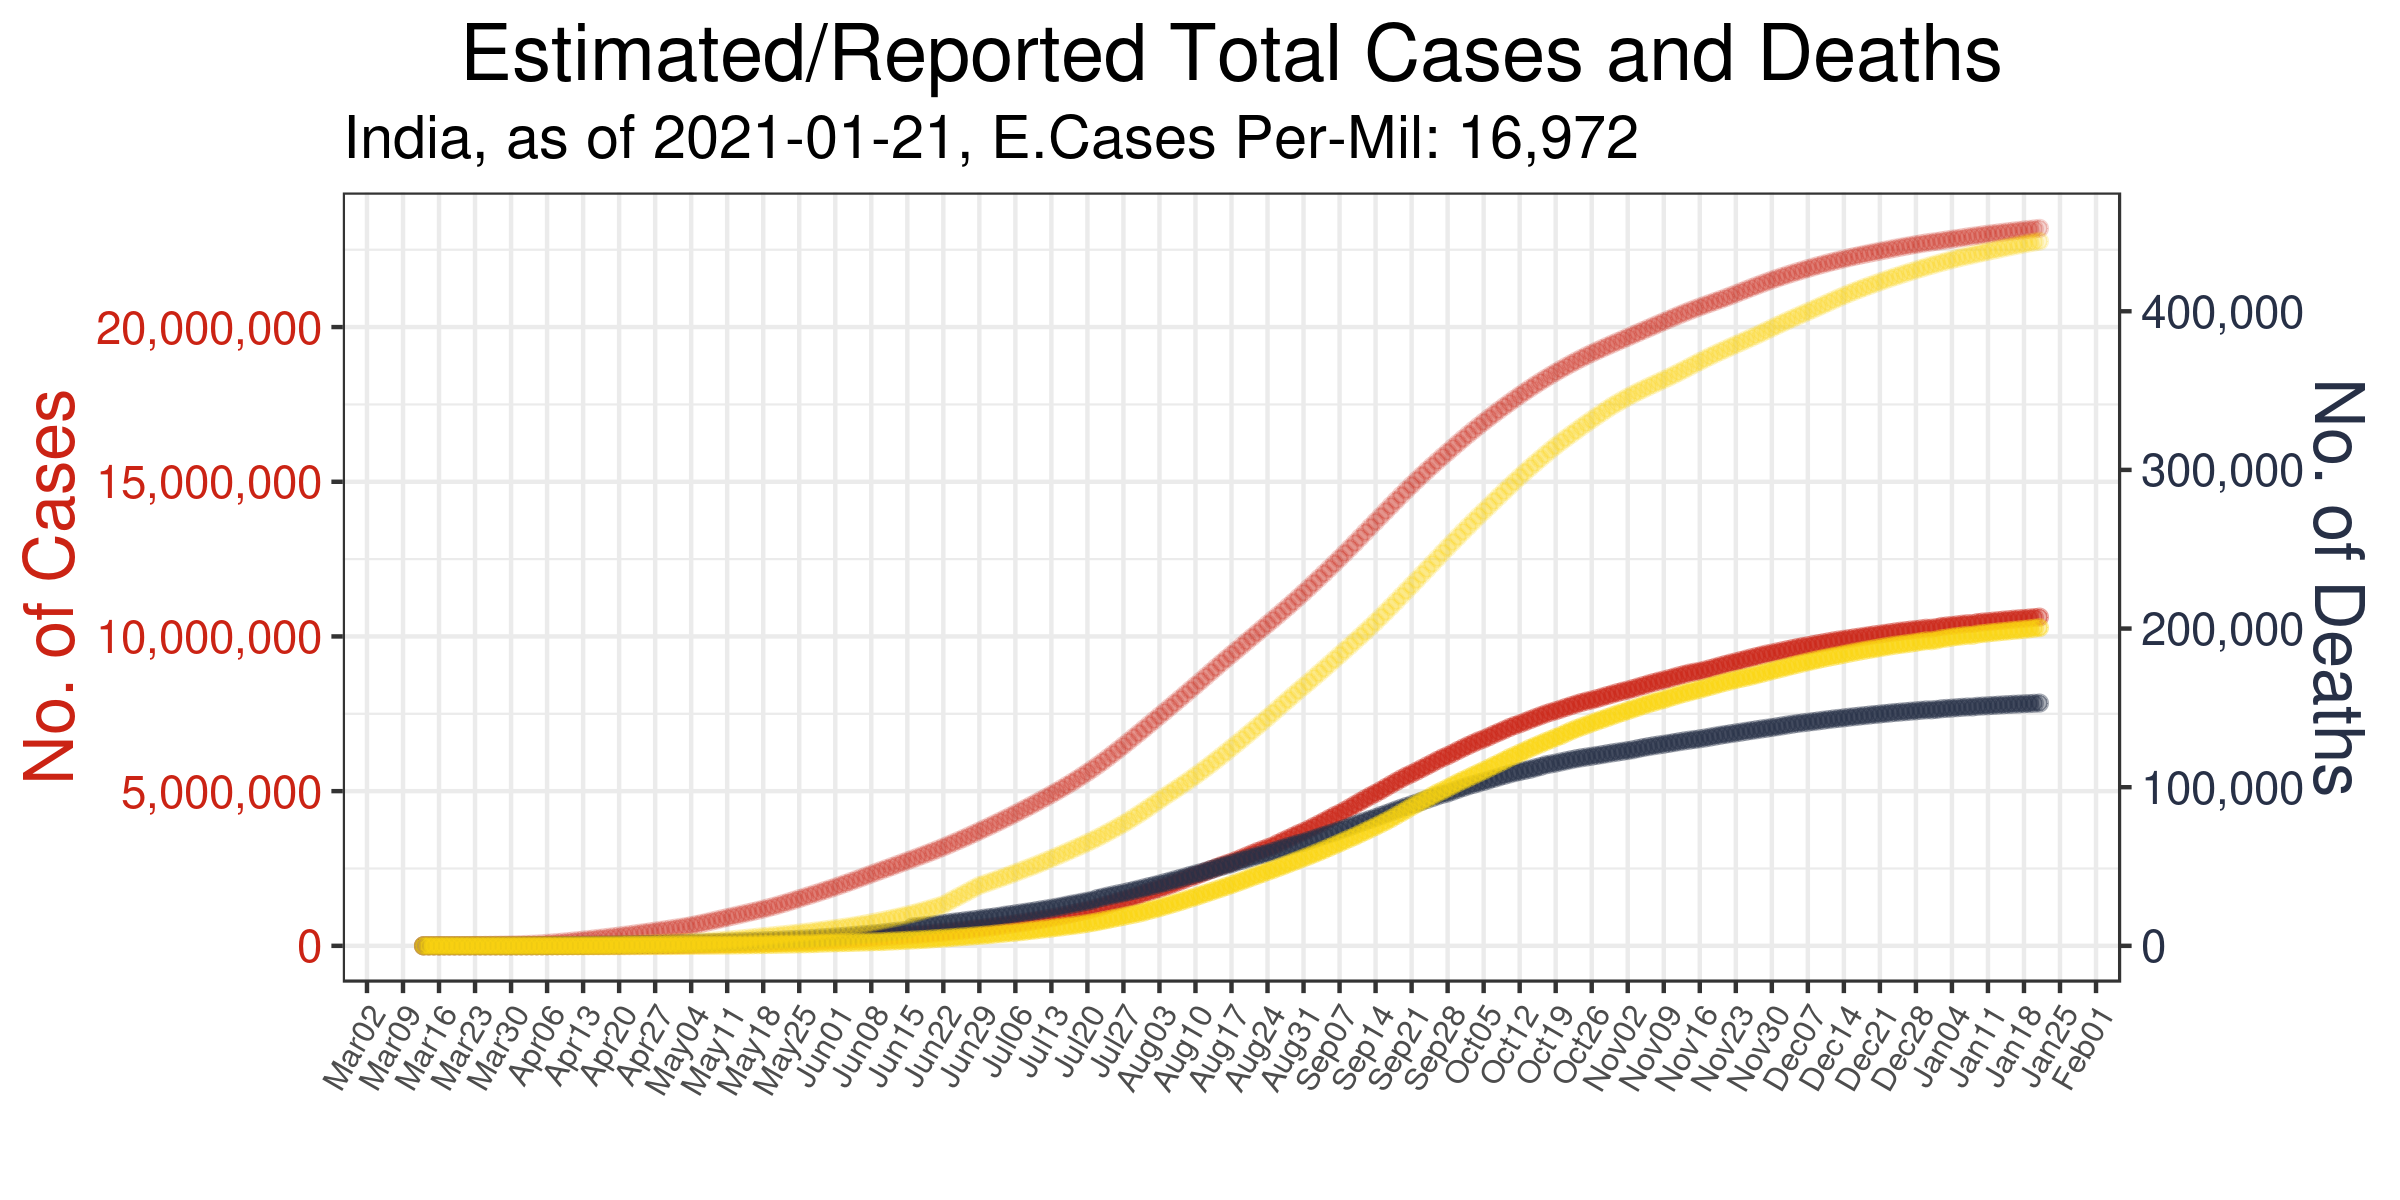 Estimated/Reported Total Cases and Deaths
India, as of 2021-01-21, E.Cases Per-Mil: 16,972
No. of Cases
20,000,000
15,000,000
10,000,000
5,000,000
0
400,000
300,000
200,000
100,000
0
No. of Deaths
Mar02
Mar09
Mar16
Mar23
Mar30
Apr06
Apr13
Apr20
Apr27
May04
May11
May18
May25
Jun01
Jun08
Jun15
Jun22
Jun29
Jul06
Jul13
Jul20
Jul27
Aug03
Aug10
Aug17
Aug24
Aug31
Sep07
Sep14
Sep21
Sep28
Oct05
Oct12
Oct19
Oct26
Nov02
Nov09
Nov16
Nov23
Nov30
Dec07
Dec14
Dec21
Dec28
Jan04
Jan11
Jan18
Jan25
Feb01